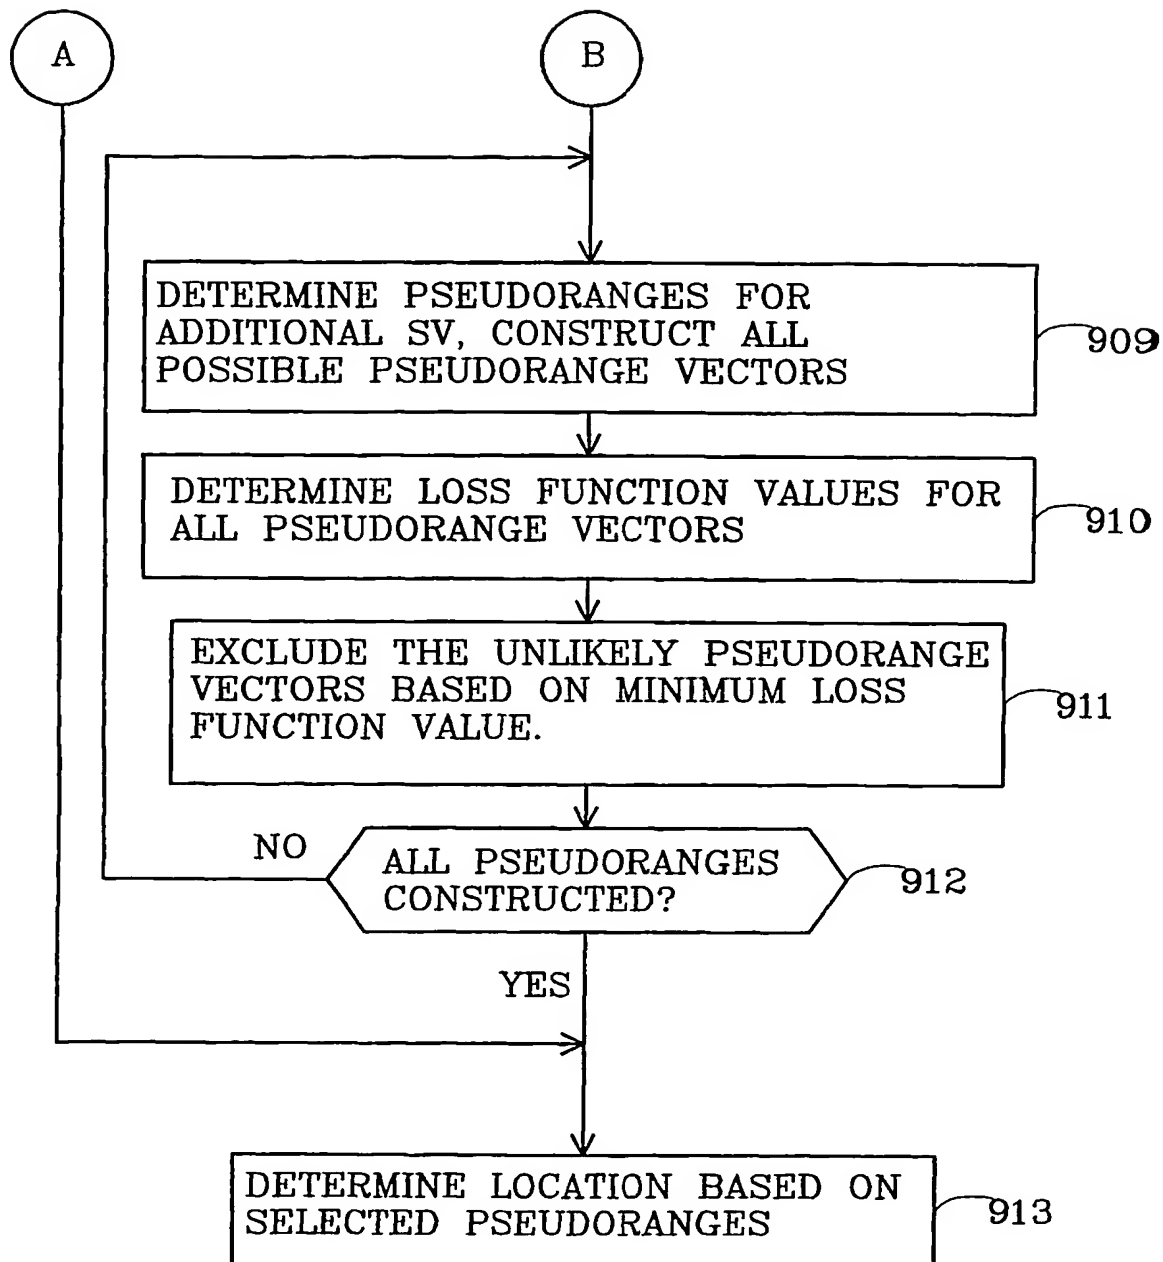 A
B
DETERMINE PSEUDORANGES FOR
ADDITIONAL SV, CONSTRUCT ALL
POSSIBLE PSEUDORANGE VECTORS
909
DETERMINE LOSS FUNCTION VALUES FOR
ALL PSEUDORANGE VECTORS
910
EXCLUDE THE UNLIKELY PSEUDORANGE
VECTORS BASED ON MINIMUM LOSS
FUNCTION VALUE.
911
NO
ALL PSEUDORANGES
CONSTRUCTED?
912
YES
DETERMINE LOCATION BASED ON
SELECTED PSEUDORANGES
913